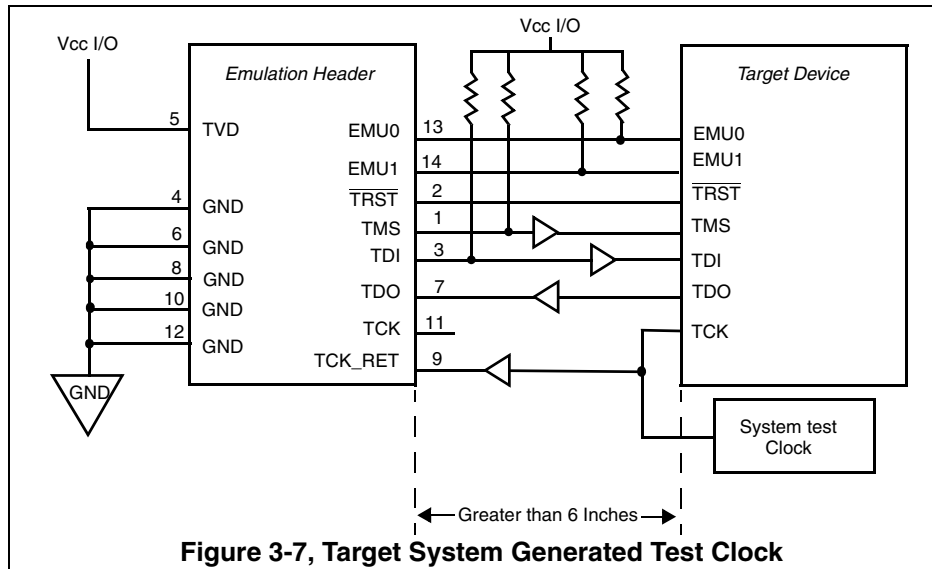 Vcc I/O
Vcc I/O
Emulation Header
Target Device
5 TVD
EMU0 13 EMU0
EMU1 14 EMU1
TRST 2 TRST
4 GND
TMS 1 TMS
6 GND
TDI 3 TDI
8 GND
TDO 7 TDO
10 GND
TCK 11 TCK
12 GND
TCK_RET 9
GND
System test
Clock
Greater than 6 Inches
Figure 3-7, Target System Generated Test Clock